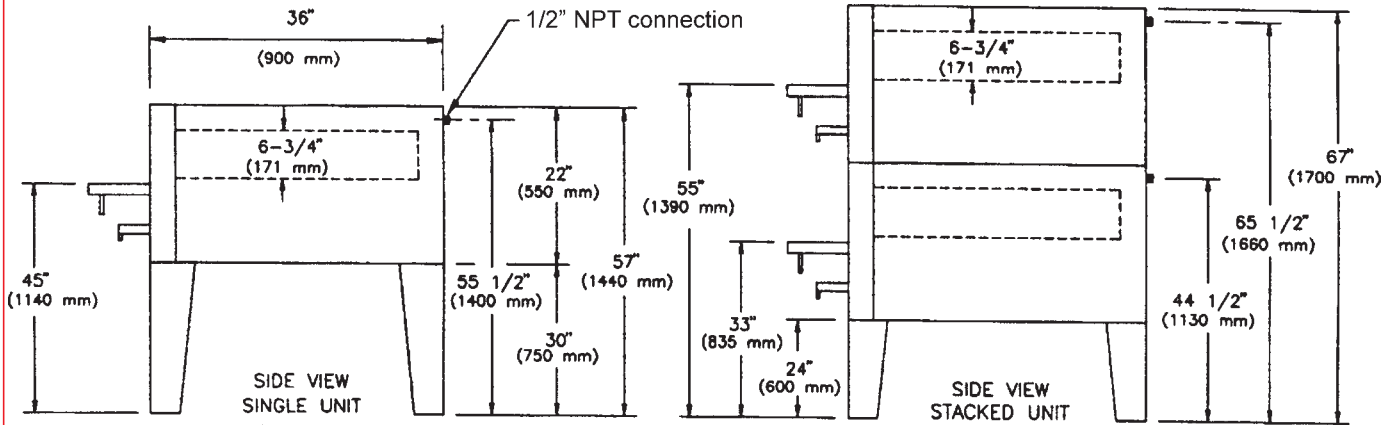 36"
(900 mm)
1/2" NPT connection
6-3/4"
(171 mm)
22"
(550 mm)
45"
(1140 mm)
55 1/2"
(1400 mm)
57"
(1440 mm)
30"
(750 mm)
SIDE VIEW
SINGLE UNIT
6-3/4"
(171 mm)
55"
(1390 mm)
67"
(1700 mm)
65 1/2"
(1660 mm)
33"
(835 mm)
44 1/2"
(1130 mm)
24"
(600 mm)
SIDE VIEW
STACKED UNIT